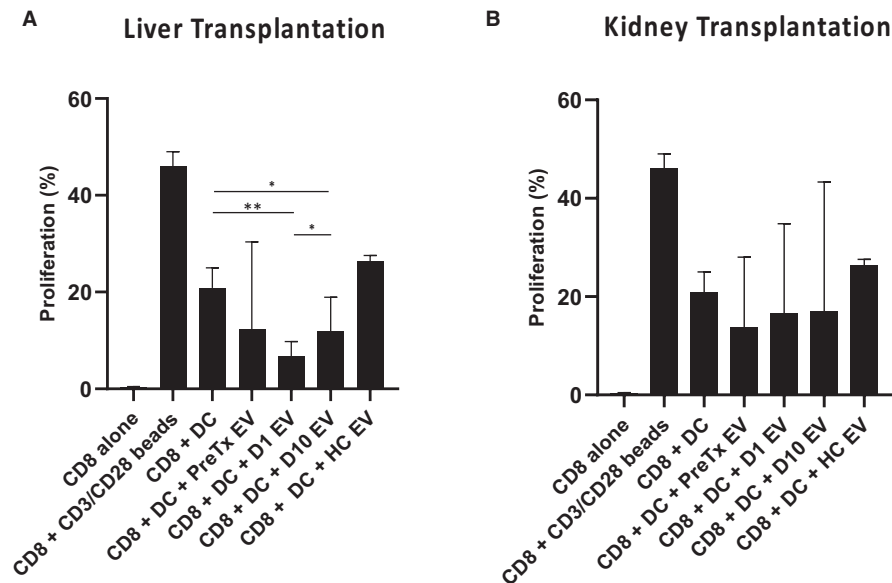 A
Liver Transplantation
Proliferation (%)
60
40
20
0
*
**
*
CD8 alone
CD8 + CD3/CD28 beads
CD8 + DC
CD8 + DC + PreTx EV
CD8 + DC + D1 EV
CD8 + DC + D10 EV
CD8 + DC + HC EV
B
Kidney Transplantation
Proliferation (%)
60
40
20
0
CD8 alone
CD8 + CD3/CD28 beads
CD8 + DC
CD8 + DC + PreTx EV
CD8 + DC + D1 EV
CD8 + DC + D10 EV
CD8 + DC + HC EV